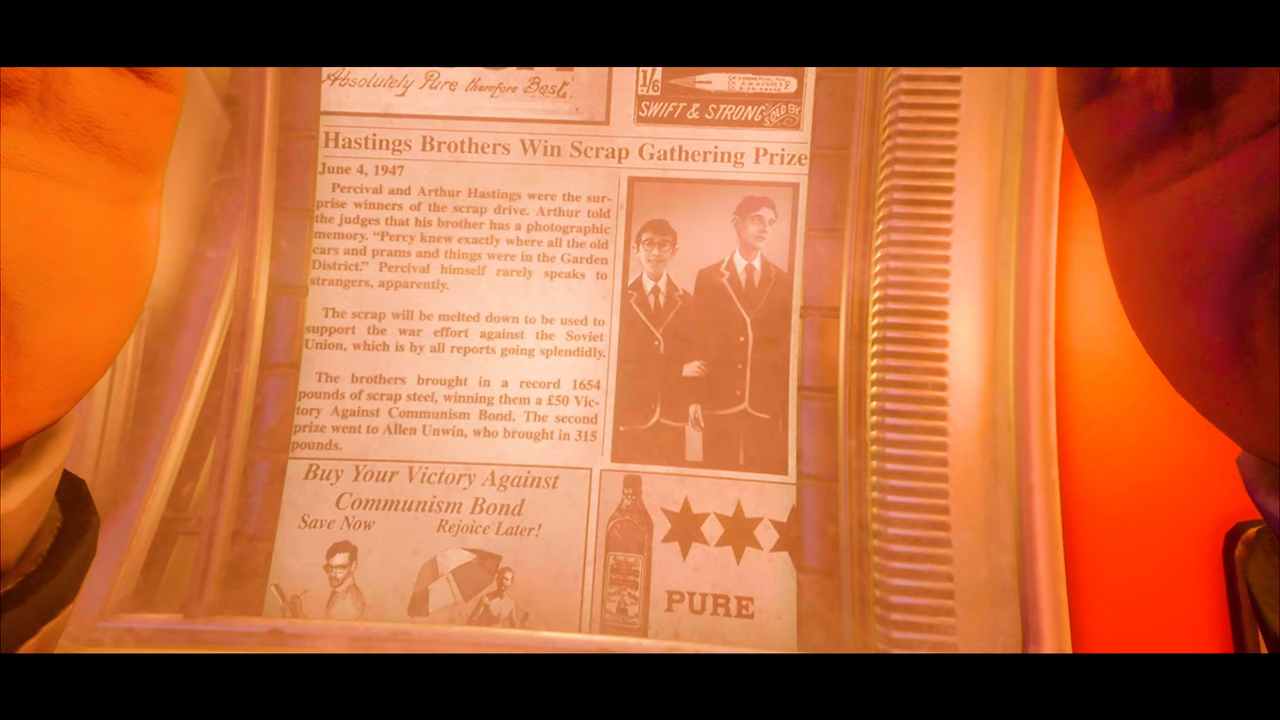 Absolutely Pure therefore Best.
1/6
SWIFT & STRONG SOLD BY
Hastings Brothers Win Scrap Gathering Prize
June 4, 1947
Percival and Arthur Hastings were the sur-
prise winners of the scrap drive. Arthur told
the judges that his brother has a photographic
memory. “Percy knew exactly where all the old
cars and prams and things were in the Garden
District.” Percival himself rarely speaks to
strangers, apparently.
The scrap will be melted down to be used to
support the war effort against the Soviet
Union, which is by all reports going splendidly.
The brothers brought in a record 1654
pounds of scrap steel, winning them a £50 Vic-
tory Against Communism Bond. The second
prize went to Allen Unwin, who brought in 315
pounds.
Buy Your Victory Against
Communism Bond
Save Now
Rejoice Later!
PURE